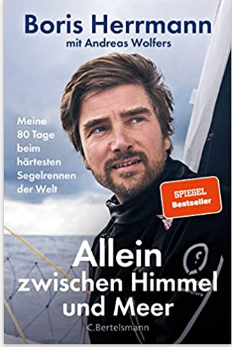 Boris Herrmann
mit Andreas Wolfers
Meine
80 Tage
beim
härtesten
Segelrennen
der Welt
SPIEGEL
Bestseller
Allein
zwischen Himmel
und Meer
C.Bertelsmann